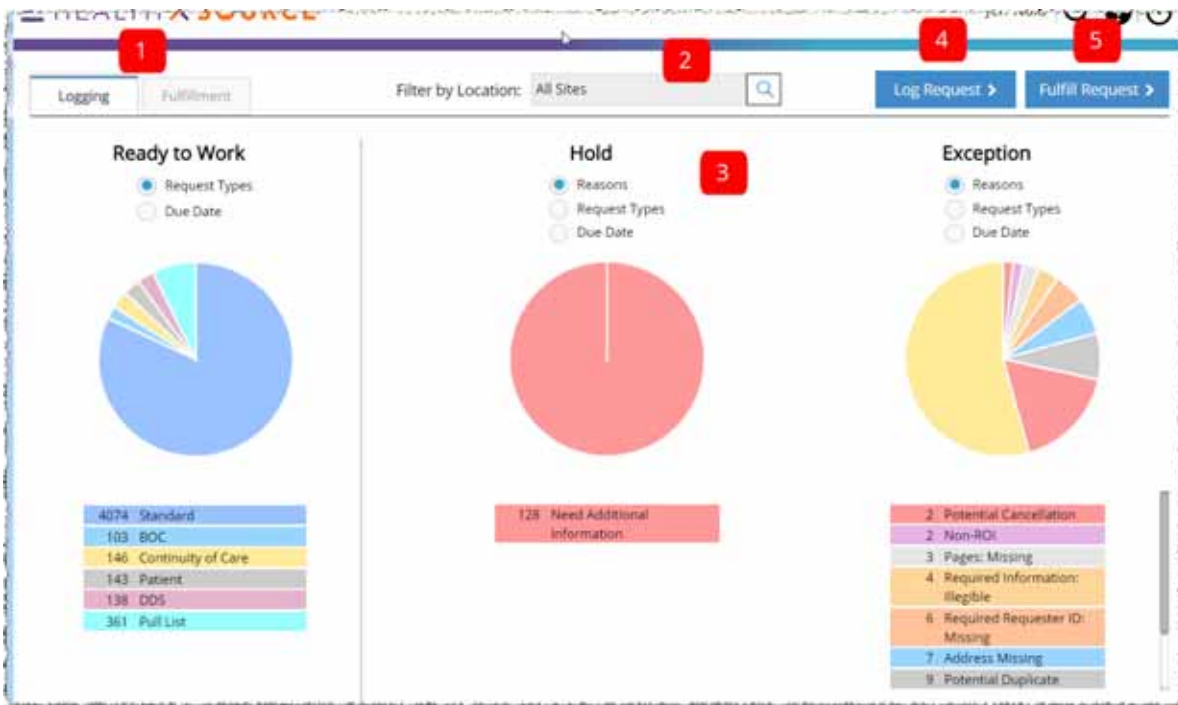 HEALTH SOURCE
1
2
3
4
5
Logging
Fulfillment
Filter by Location:
All Sites
Log Request >
Fulfill Request >
Ready to Work
Request Types
Due Date
Hold
Reasons
Request Types
Due Date
Exception
Reasons
Request Types
Due Date
4074 Standard
103 BOC
146 Continuity of Care
143 Patient
138 DDS
361 Pull List
128 Need Additional
Information
2 Potential Cancellation
2 Non-ROI
3 Pages: Missing
4 Required Information:
Illegible
6 Required Requester ID:
Missing
7 Address Missing
9 Potential Duplicate